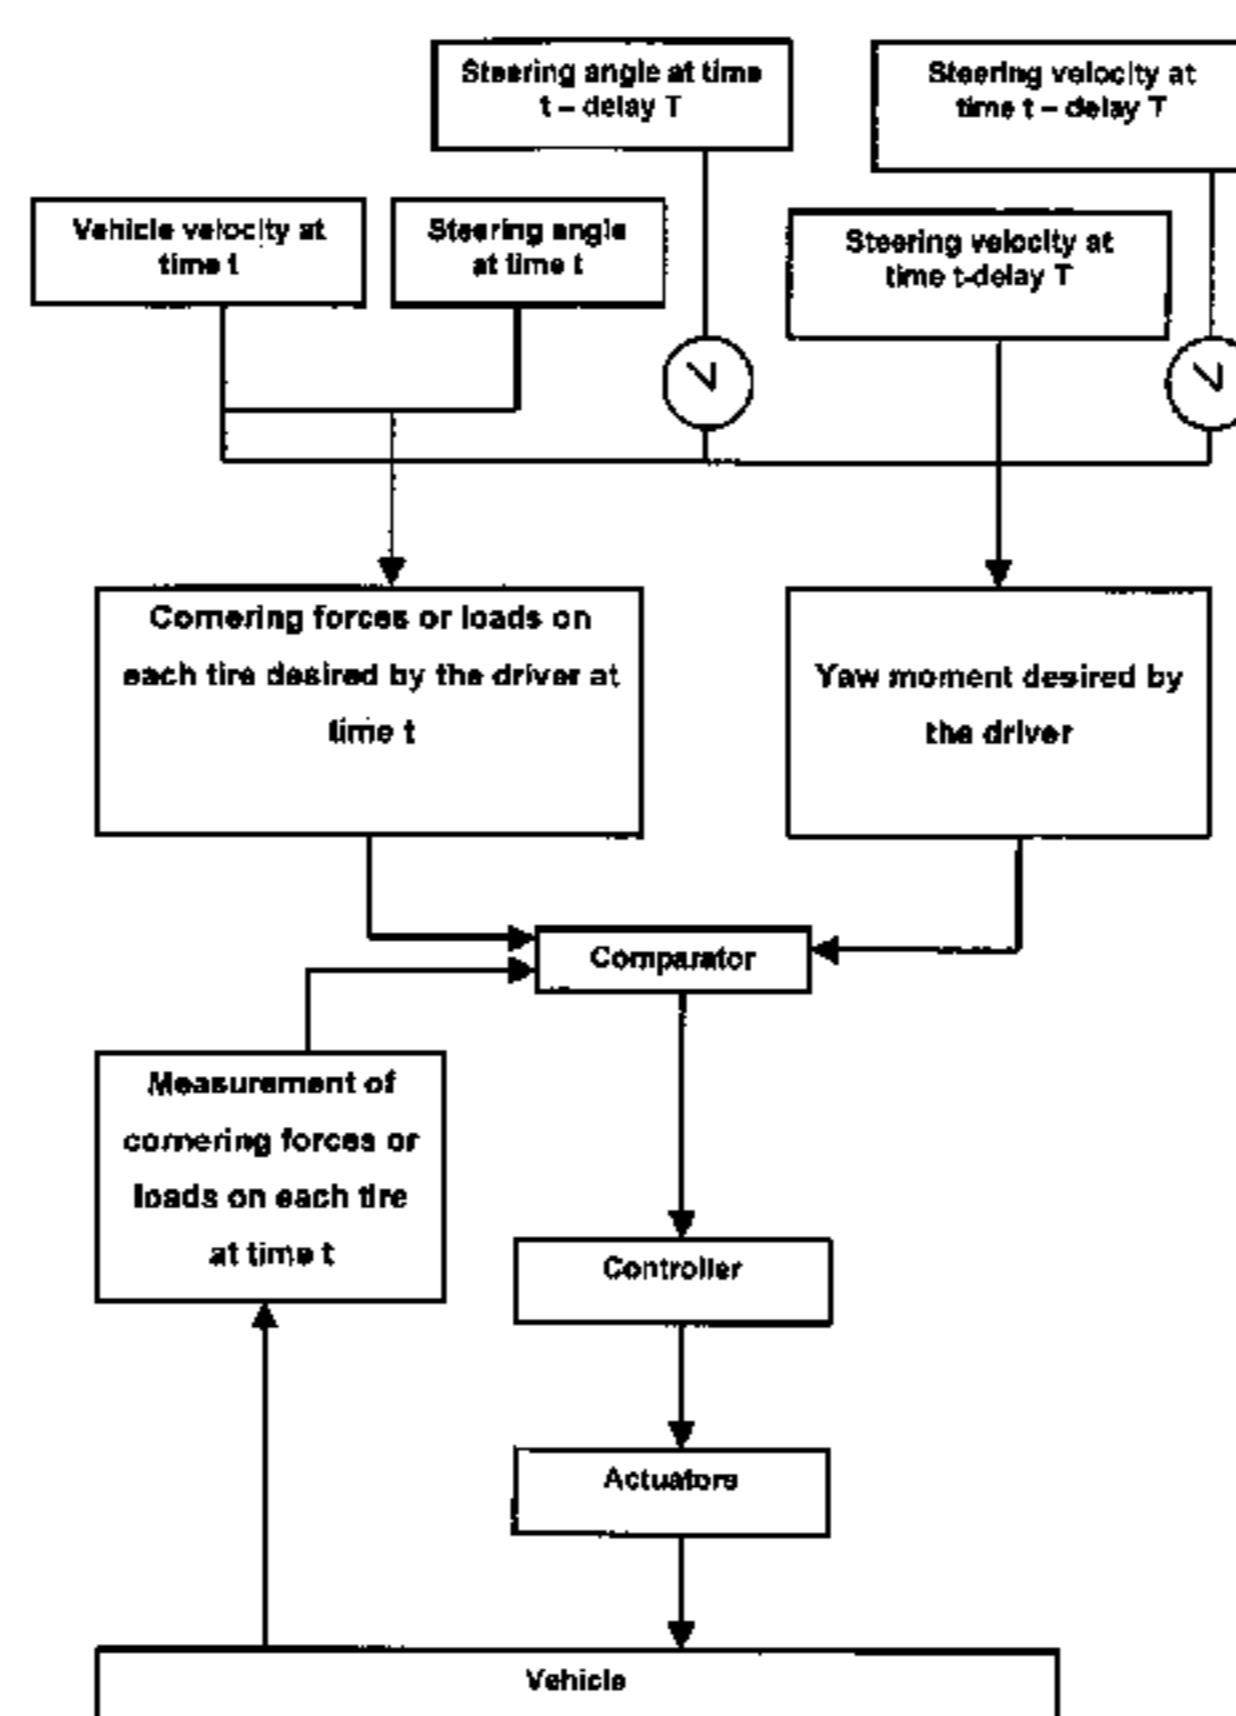 Steering angle at time
t – delay T
Steering velocity at
time t – delay T
Vehicle velocity at
time t
Steering angle
at time t
Steering velocity at
time t-delay T
Cornering forces or loads on
each tire desired by the driver at
time t
Yaw moment desired by
the driver
Comparator
Measurement of
cornering forces or
loads on each tire
at time t
Controller
Actuators
Vehicle